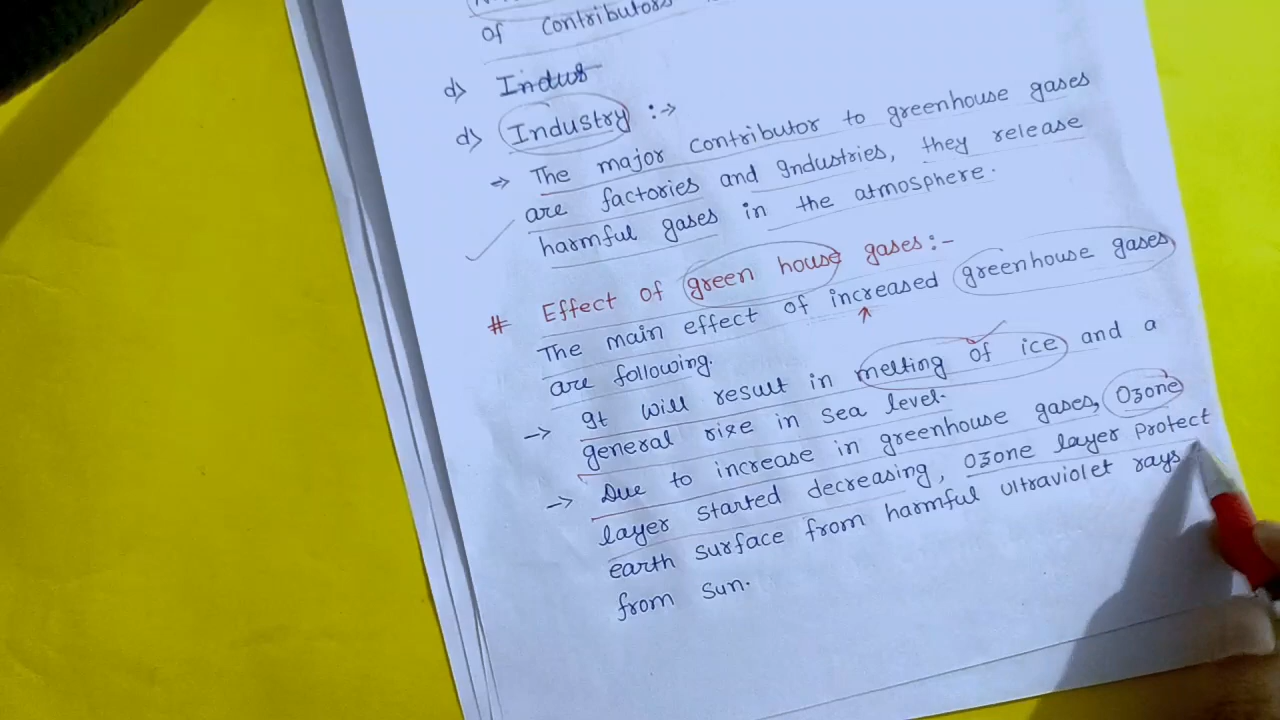 of contributors
d) Indus
d) Industry :→
⇒ The major contributor to greenhouse gases
are factories and Industries, they release
harmful gases in the atmosphere.
# Effect of green house gases:-
The main effect of increased greenhouse gases
are following.
→ It will result in melting of ice and a
general rise in sea level.
→ Due to increase in greenhouse gases, Ozone
layer started decreasing, ozone layer protect
earth surface from harmful ultraviolet rays
from sun.